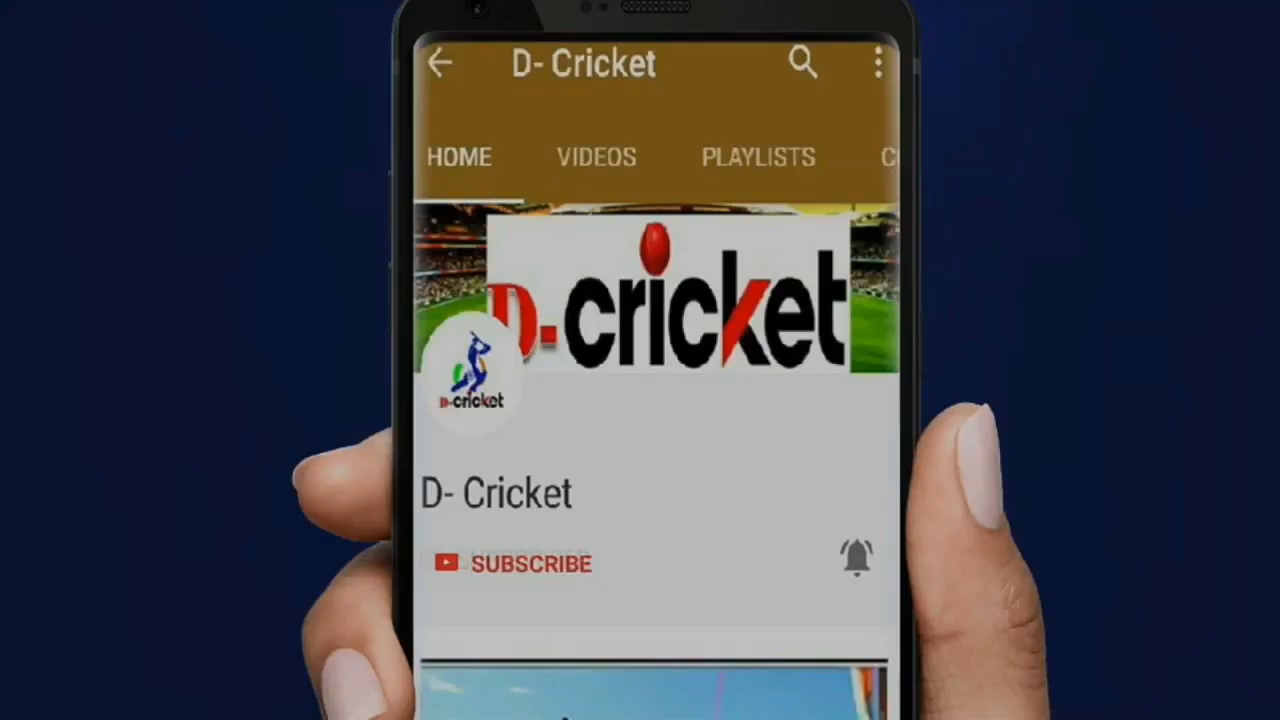 D- Cricket
HOME VIDEOS PLAYLISTS
D-cricket
D-cricket
D- Cricket
SUBSCRIBE